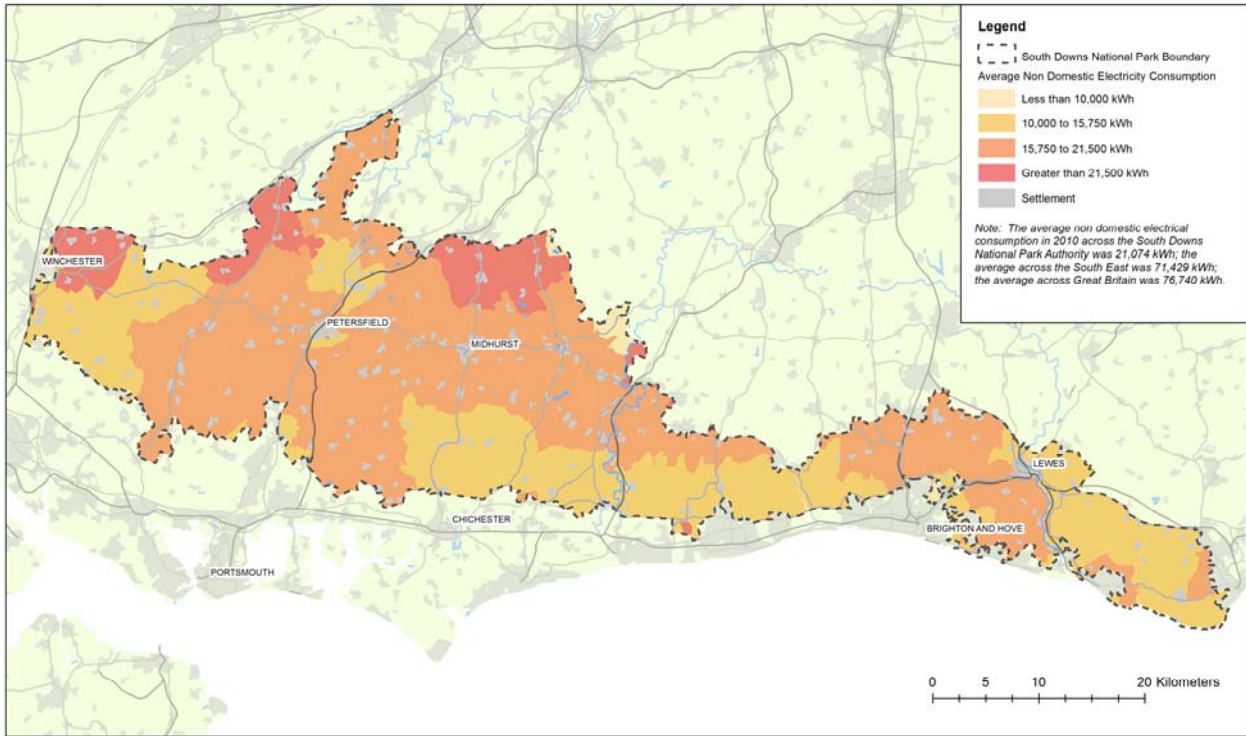 Legend
South Downs National Park Boundary
Average Non Domestic Electricity Consumption
Less than 10,000 kWh
10,000 to 15,750 kWh
15,750 to 21,500 kWh
Greater than 21,500 kWh
Settlement
Note: The average non domestic electrical
consumption in 2010 across the South Downs
National Park Authority was 21,074 kWh; the
average across the South East was 71,429 kWh;
the average across Great Britain was 76,740 kWh.
WINCHESTER
PETERSFIELD
MIDHURST
LEWES
CHICHESTER
BRIGHTON AND HOVE
PORTSMOUTH
0 5 10 20 Kilometers